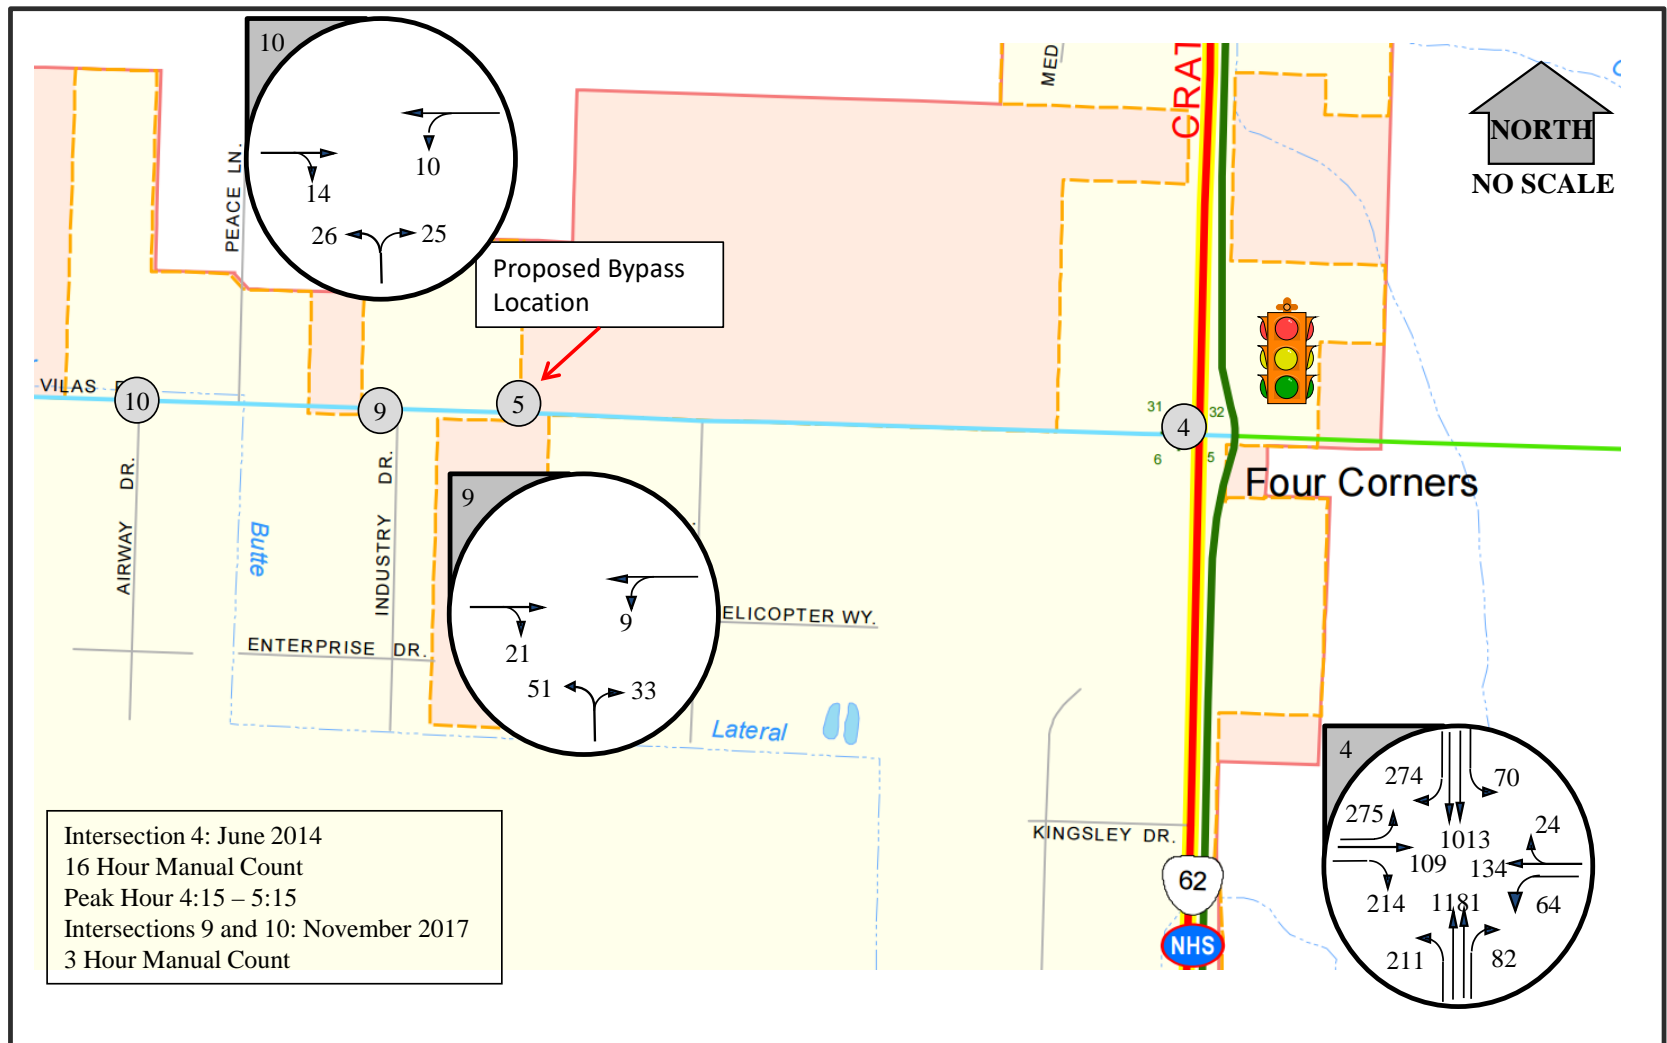 10
10
14
26
25
PEACE LN.
Proposed Bypass
Location
MED
CRAT
NORTH
NO SCALE
VILAS
10
9
5
31
32
4
6
5
Four Corners
AIRWAY DR.
Butte
INDUSTRY DR.
ENTERPRISE DR.
9
9
21
51
33
ELICOPTER WY.
Lateral
KINGSLEY DR.
62
NHS
4
274
70
275
1013
24
109
134
214
1181
64
211
82
Intersection 4: June 2014
16 Hour Manual Count
Peak Hour 4:15 – 5:15
Intersections 9 and 10: November 2017
3 Hour Manual Count